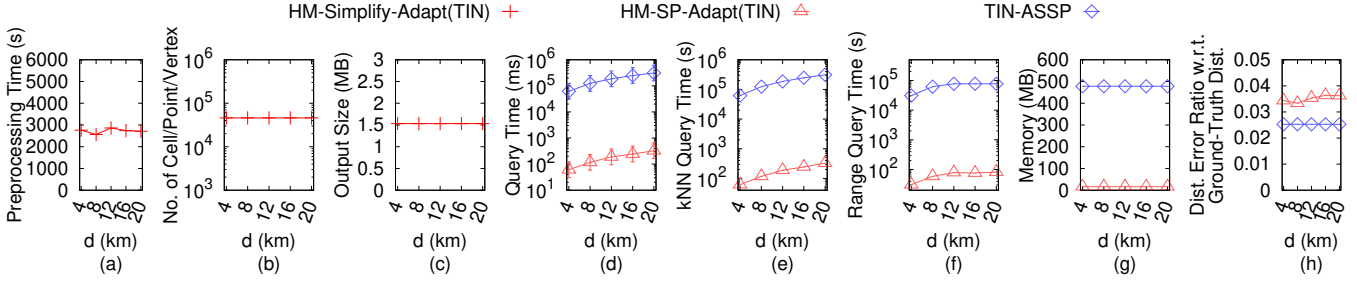 HM-Simplify-Adapt(TIN) HM-SP-Adapt(TIN) TIN-ASSP
Preprocessing Time (s)
6000
5000
4000
3000
2000
1000
0
4 8 12 16 20
d (km)
(a)
No. of Cell/Point/Vertex
10^6
10^5
10^4
10^3
4 8 12 16 20
d (km)
(b)
Output Size (MB)
3
2.5
2
1.5
1
0.5
0
4 8 12 16 20
d (km)
(c)
Query Time (ms)
10^6
10^5
10^4
10^3
10^2
10^1
4 8 12 16 20
d (km)
(d)
kNN Query Time (s)
10^6
10^5
10^4
10^3
10^2
4 8 12 16 20
d (km)
(e)
Range Query Time (s)
10^5
10^4
10^3
10^2
4 8 12 16 20
d (km)
(f)
Memory (MB)
600
500
400
300
200
100
0
4 8 12 16 20
d (km)
(g)
Dist. Error Ratio w.r.t.
Ground-Truth Dist.
0.05
0.04
0.03
0.02
0.01
0
4 8 12 16 20
d (km)
(h)